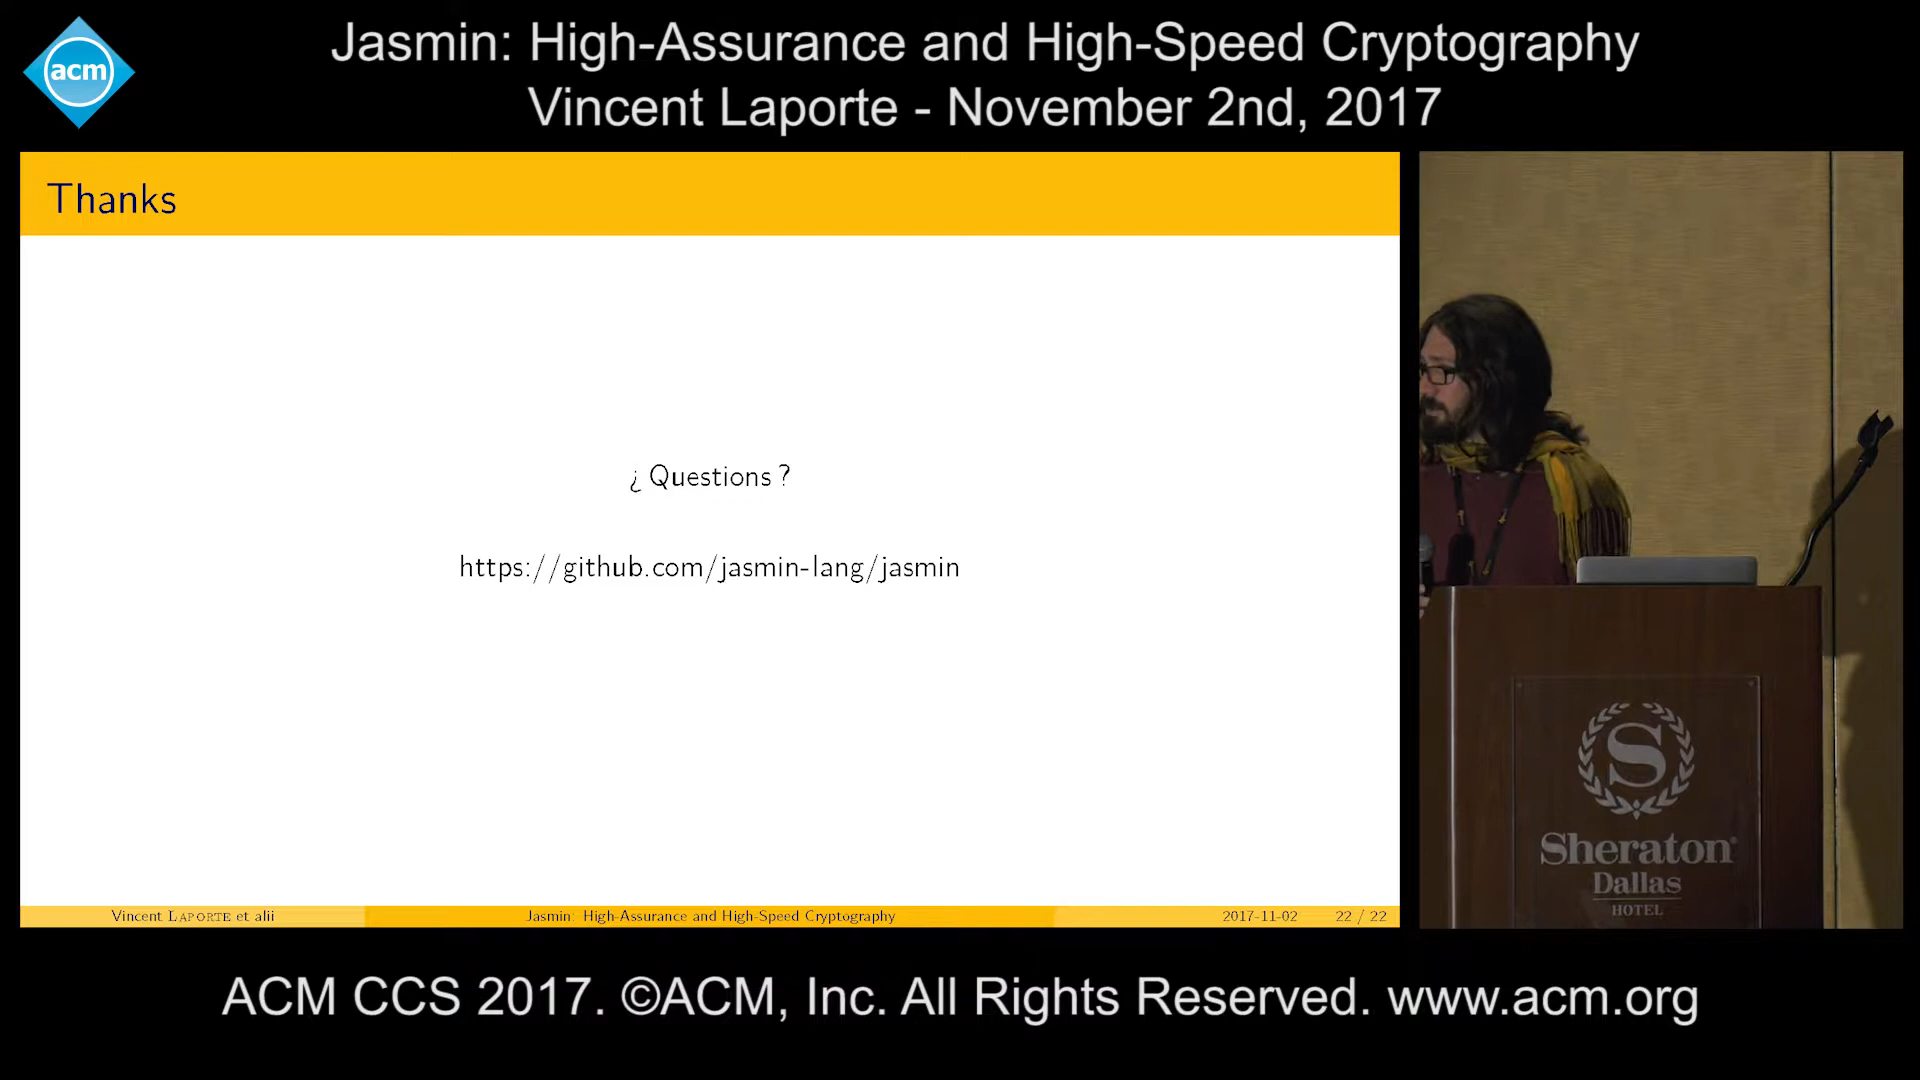 acm
Jasmin: High-Assurance and High-Speed Cryptography
Vincent Laporte - November 2nd, 2017
Thanks
¿ Questions ?
https://github.com/jasmin-lang/jasmin
Vincent LAPORTE et alii
Jasmin: High-Assurance and High-Speed Cryptography
2017-11-02
22 / 22
S
Sheraton®
Dallas
HOTEL
ACM CCS 2017. ©ACM, Inc. All Rights Reserved. www.acm.org